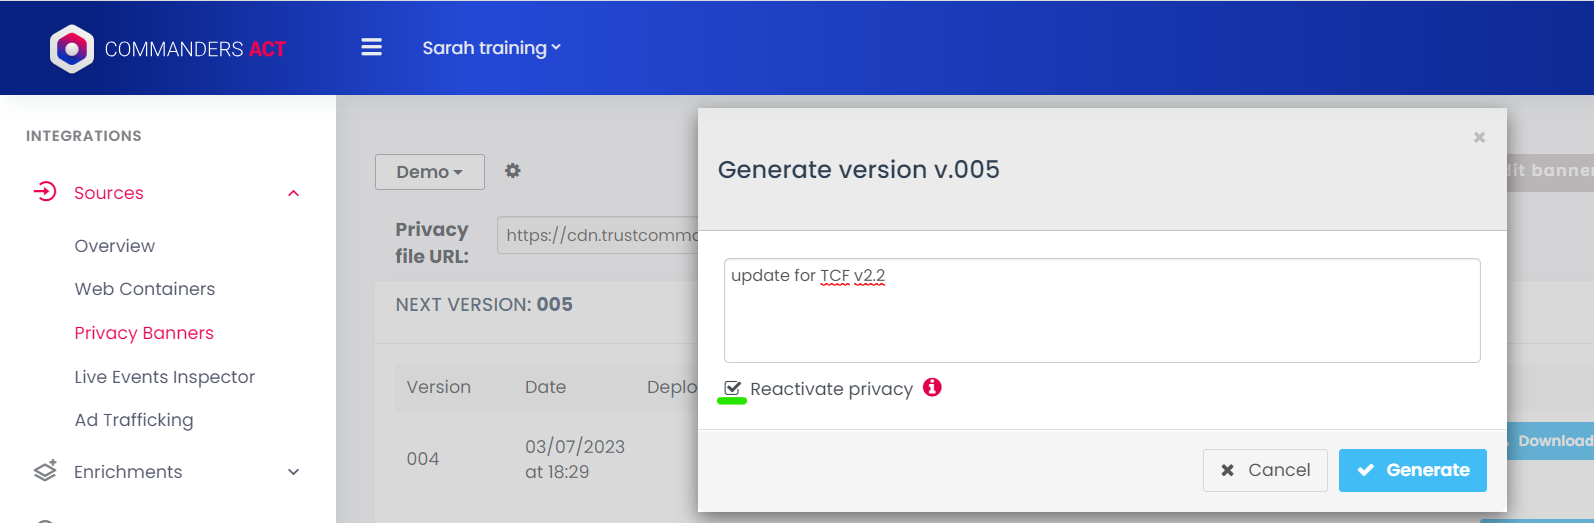 COMMANDERS ACT
Sarah training
INTEGRATIONS
Sources
Overview
Web Containers
Privacy Banners
Live Events Inspector
Ad Trafficking
Enrichments
Demo
Privacy
file URL:
https://cdn.trustcomm
NEXT VERSION: 005
Version Date Deplo
004
03/07/2023
at 18:29
Generate version v.005
update for TCF v2.2
Reactivate privacy
Cancel
Generate
dit banner
Download